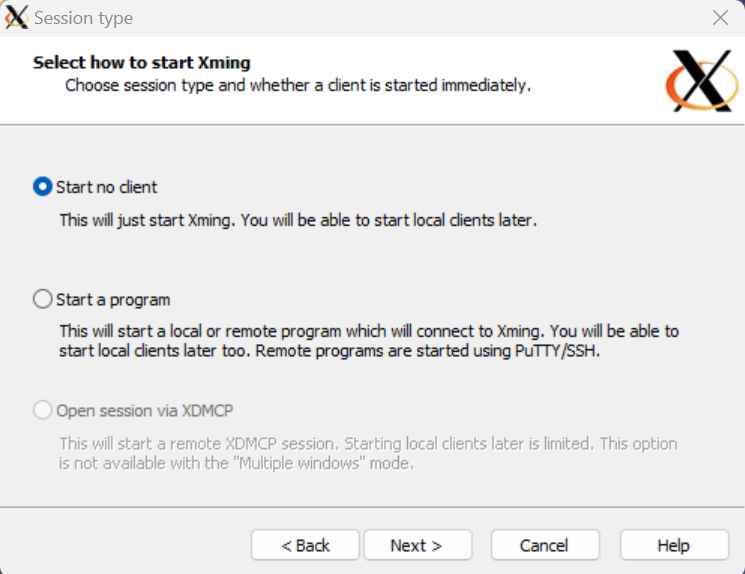 Session type
Select how to start Xming
Choose session type and whether a client is started immediately.
Start no client
This will just start Xming. You will be able to start local clients later.
Start a program
This will start a local or remote program which will connect to Xming. You will be able to
start local clients later too. Remote programs are started using PuTTY/SSH.
Open session via XDMCP
This will start a remote XDMCP session. Starting local clients later is limited. This option
is not available with the "Multiple windows" mode.
< Back
Next >
Cancel
Help